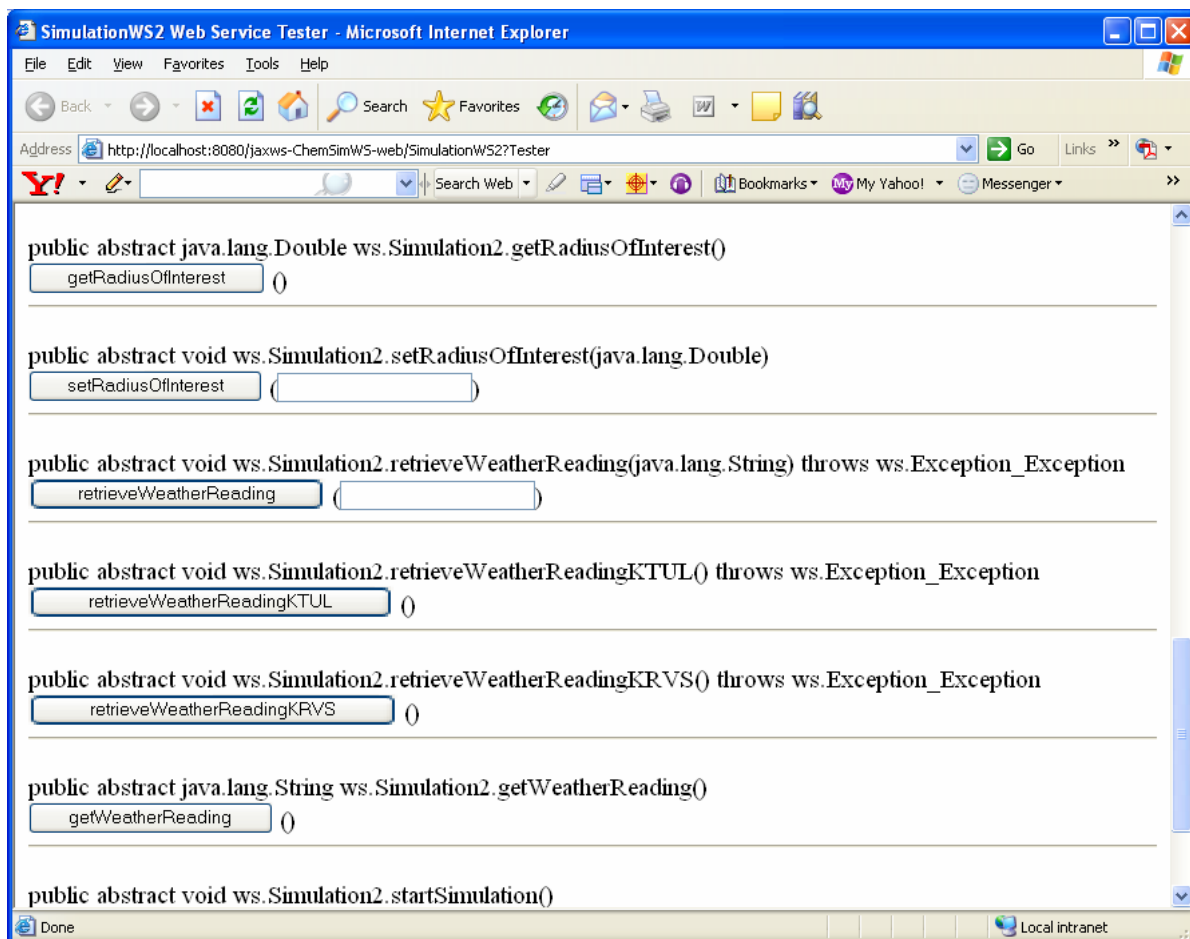 SimulationWS2 Web Service Tester - Microsoft Internet Explorer
File Edit View Favorites Tools Help
Back Search Favorites
Address http://localhost:8080/jaxws-ChemSimWS-web/SimulationWS2?Tester Go Links »
Y! Search Web Bookmarks My My Yahoo! Messenger »
public abstract java.lang.Double ws.Simulation2.getRadiusOfInterest()
getRadiusOfInterest ()
public abstract void ws.Simulation2.setRadiusOfInterest(java.lang.Double)
setRadiusOfInterest ( )
public abstract void ws.Simulation2.retrieveWeatherReading(java.lang.String) throws ws.Exception_Exception
retrieveWeatherReading ( )
public abstract void ws.Simulation2.retrieveWeatherReadingKTUL() throws ws.Exception_Exception
retrieveWeatherReadingKTUL ()
public abstract void ws.Simulation2.retrieveWeatherReadingKRVS() throws ws.Exception_Exception
retrieveWeatherReadingKRVS ()
public abstract java.lang.String ws.Simulation2.getWeatherReading()
getWeatherReading ()
public abstract void ws.Simulation2.startSimulation()
Done Local intranet